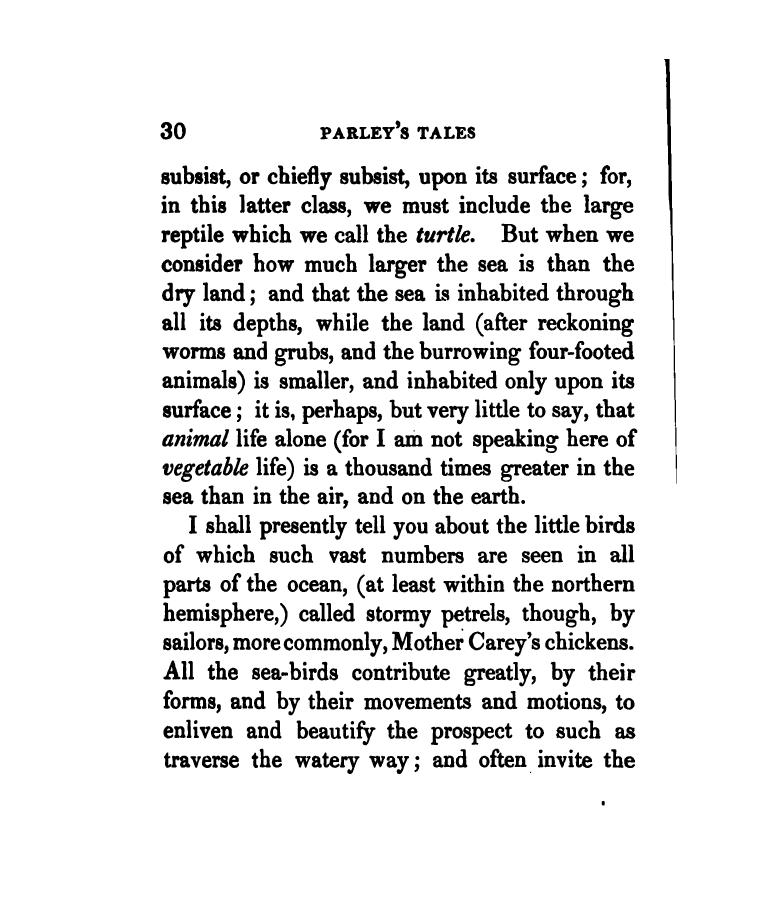 30 PARLEY'S TALES
subsist, or chiefly subsist, upon its surface; for,
in this latter class, we must include the large
reptile which we call the turtle. But when we
consider how much larger the sea is than the
dry land; and that the sea is inhabited through
all its depths, while the land (after reckoning
worms and grubs, and the burrowing four-footed
animals) is smaller, and inhabited only upon its
surface; it is, perhaps, but very little to say, that
animal life alone (for I am not speaking here of
vegetable life) is a thousand times greater in the
sea than in the air, and on the earth.
I shall presently tell you about the little birds
of which such vast numbers are seen in all
parts of the ocean, (at least within the northern
hemisphere,) called stormy petrels, though, by
sailors, more commonly, Mother Carey's chickens.
All the sea-birds contribute greatly, by their
forms, and by their movements and motions, to
enliven and beautify the prospect to such as
traverse the watery way; and often invite the